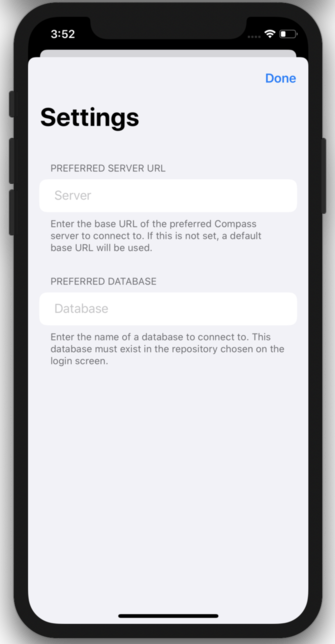 3:52
Done
Settings
PREFERRED SERVER URL
Server
Enter the base URL of the preferred Compass
server to connect to. If this is not set, a default
base URL will be used.
PREFERRED DATABASE
Database
Enter the name of a database to connect to. This
database must exist in the repository chosen on the
login screen.